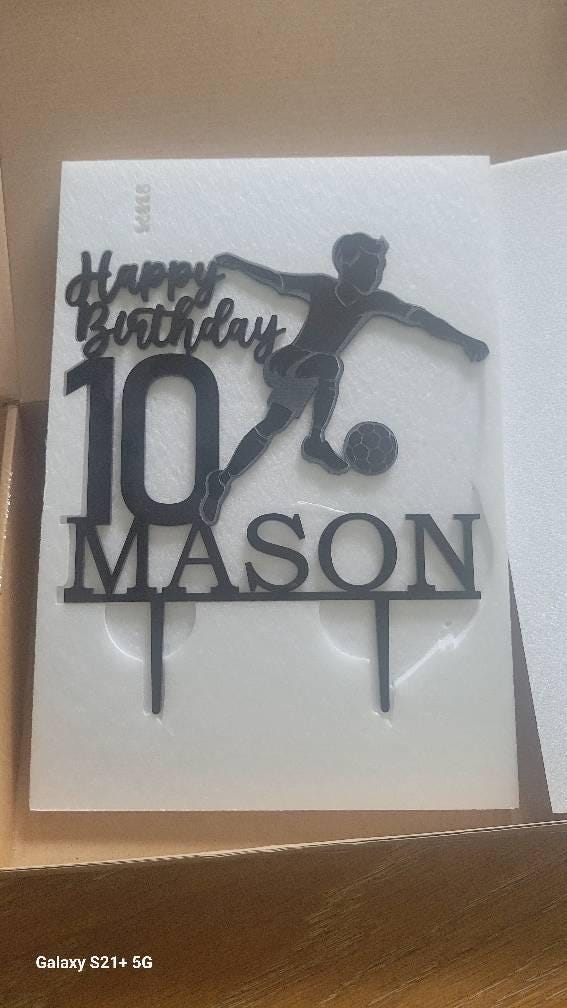 Happy
Birthday
10
MASON
Galaxy S21+ 5G